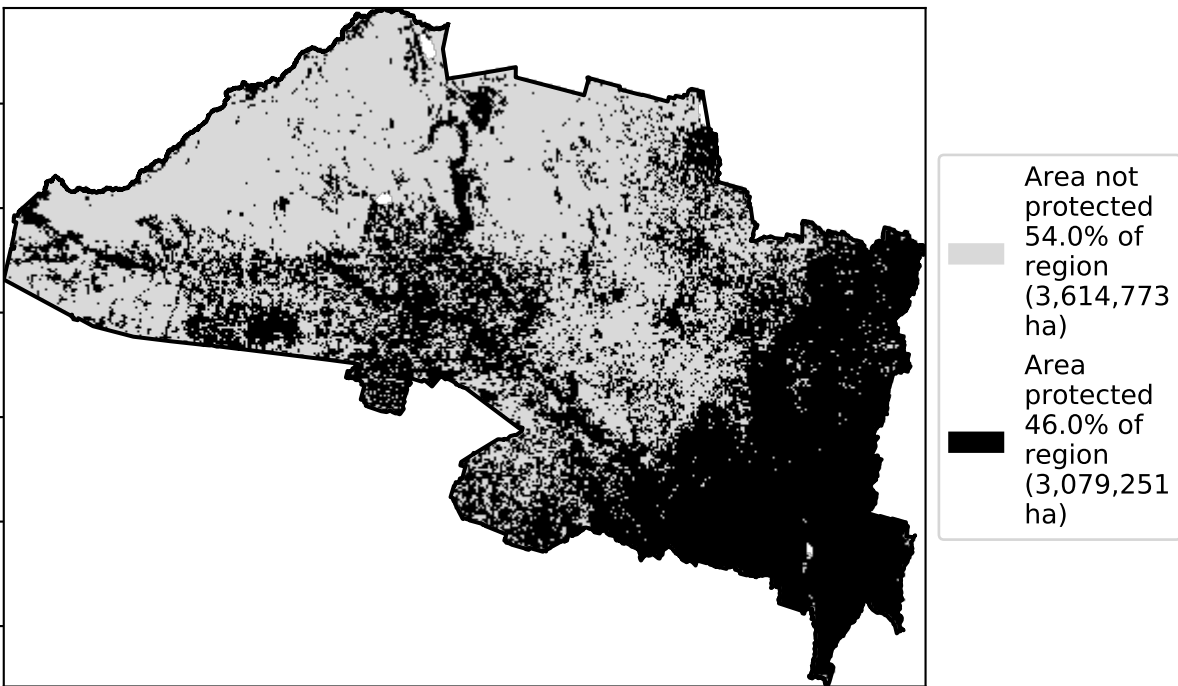 Area not
protected
54.0% of
region
(3,614,773
ha)
Area
protected
46.0% of
region
(3,079,251
ha)